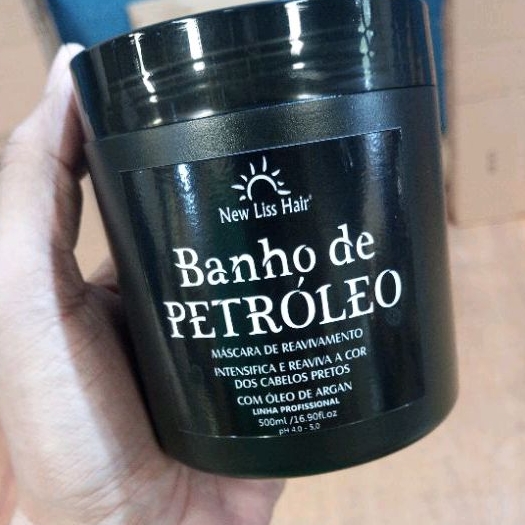 New Liss Hair
Banho de
PETRÓLEO
MÁSCARA DE REAVIVAMENTO
INTENSIFICA E REAVIVA A COR
DOS CABELOS PRETOS
COM ÓLEO DE ARGAN
LINHA PROFISSIONAL
500ml /16.90fl.oz
pH 4.0 - 5.0